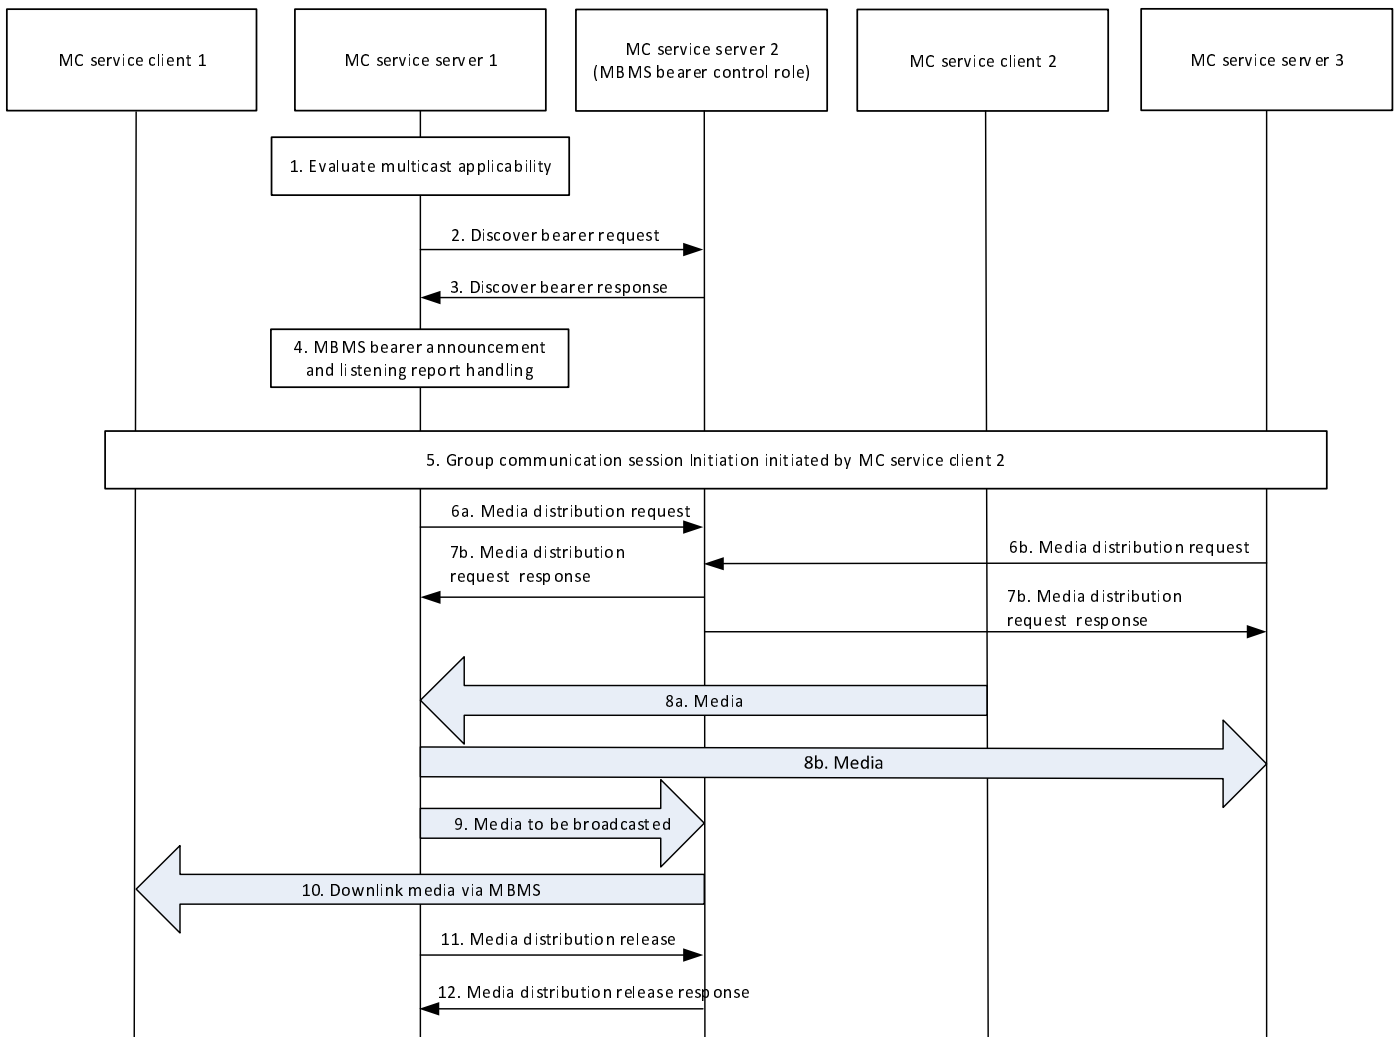 MC service client 1
MC service server 1
MC service server 2
(MBMS bearer control role)
MC service client 2
MC service server 3
1. Evaluate multicast applicability
2. Discover bearer request
3. Discover bearer response
4. MBMS bearer announcement
and listening report handling
5. Group communication session Initiation initiated by MC service client 2
6a. Media distribution request
6b. Media distribution request
7b. Media distribution
request response
7b. Media distribution
request response
8a. Media
8b. Media
9. Media to be broadcasted
10. Downlink media via MBMS
11. Media distribution release
12. Media distribution release response